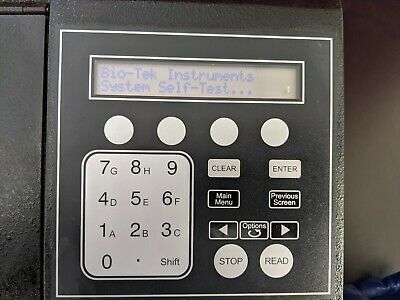 Bio-Tek Instruments
System Self-Test...
7G 8H 9
CLEAR ENTER
4D 5E 6F
Main Menu
Previous Screen
1A 2B 3C
Options
0 . Shift
STOP READ